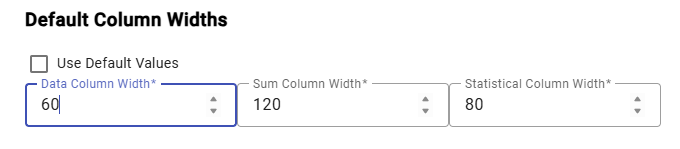 Default Column Widths
Use Default Values
Data Column Width* Sum Column Width* Statistical Column Width*
60 120 80